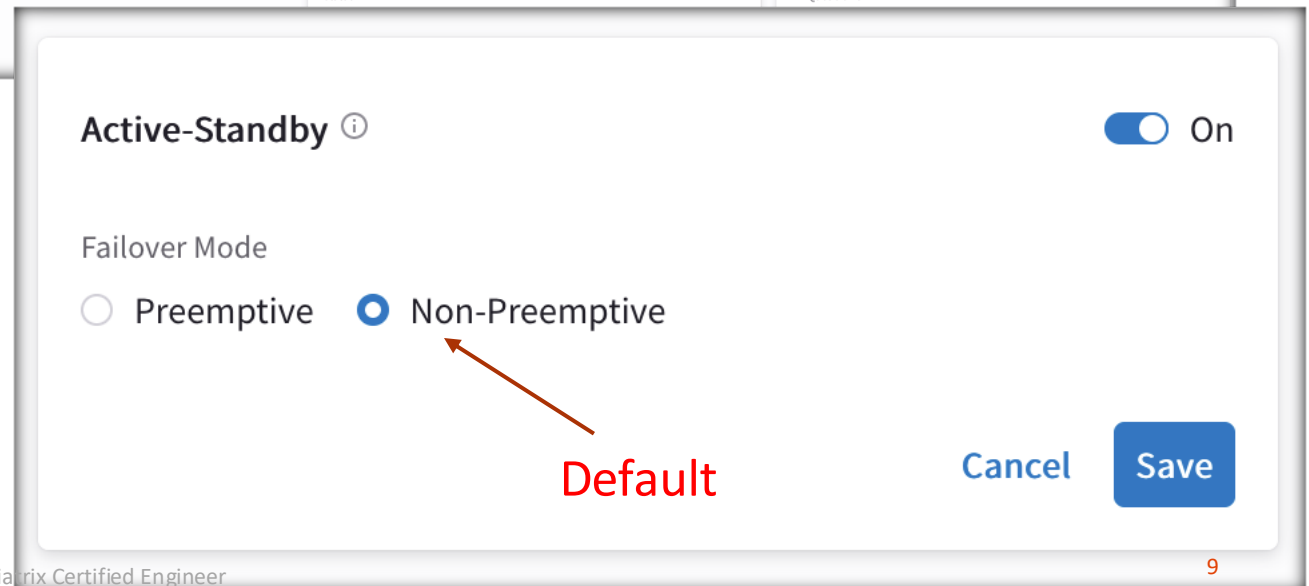 Active-Standby
On
Failover Mode
Preemptive
Non-Preemptive
Default
Cancel
Save
Certified Engineer
9